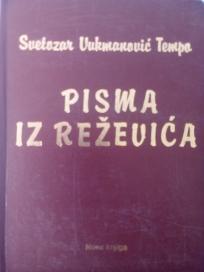 Svetozar Vukmanović Tempo
PISMA
IZ REŽEVIĆA
Nova knjiga